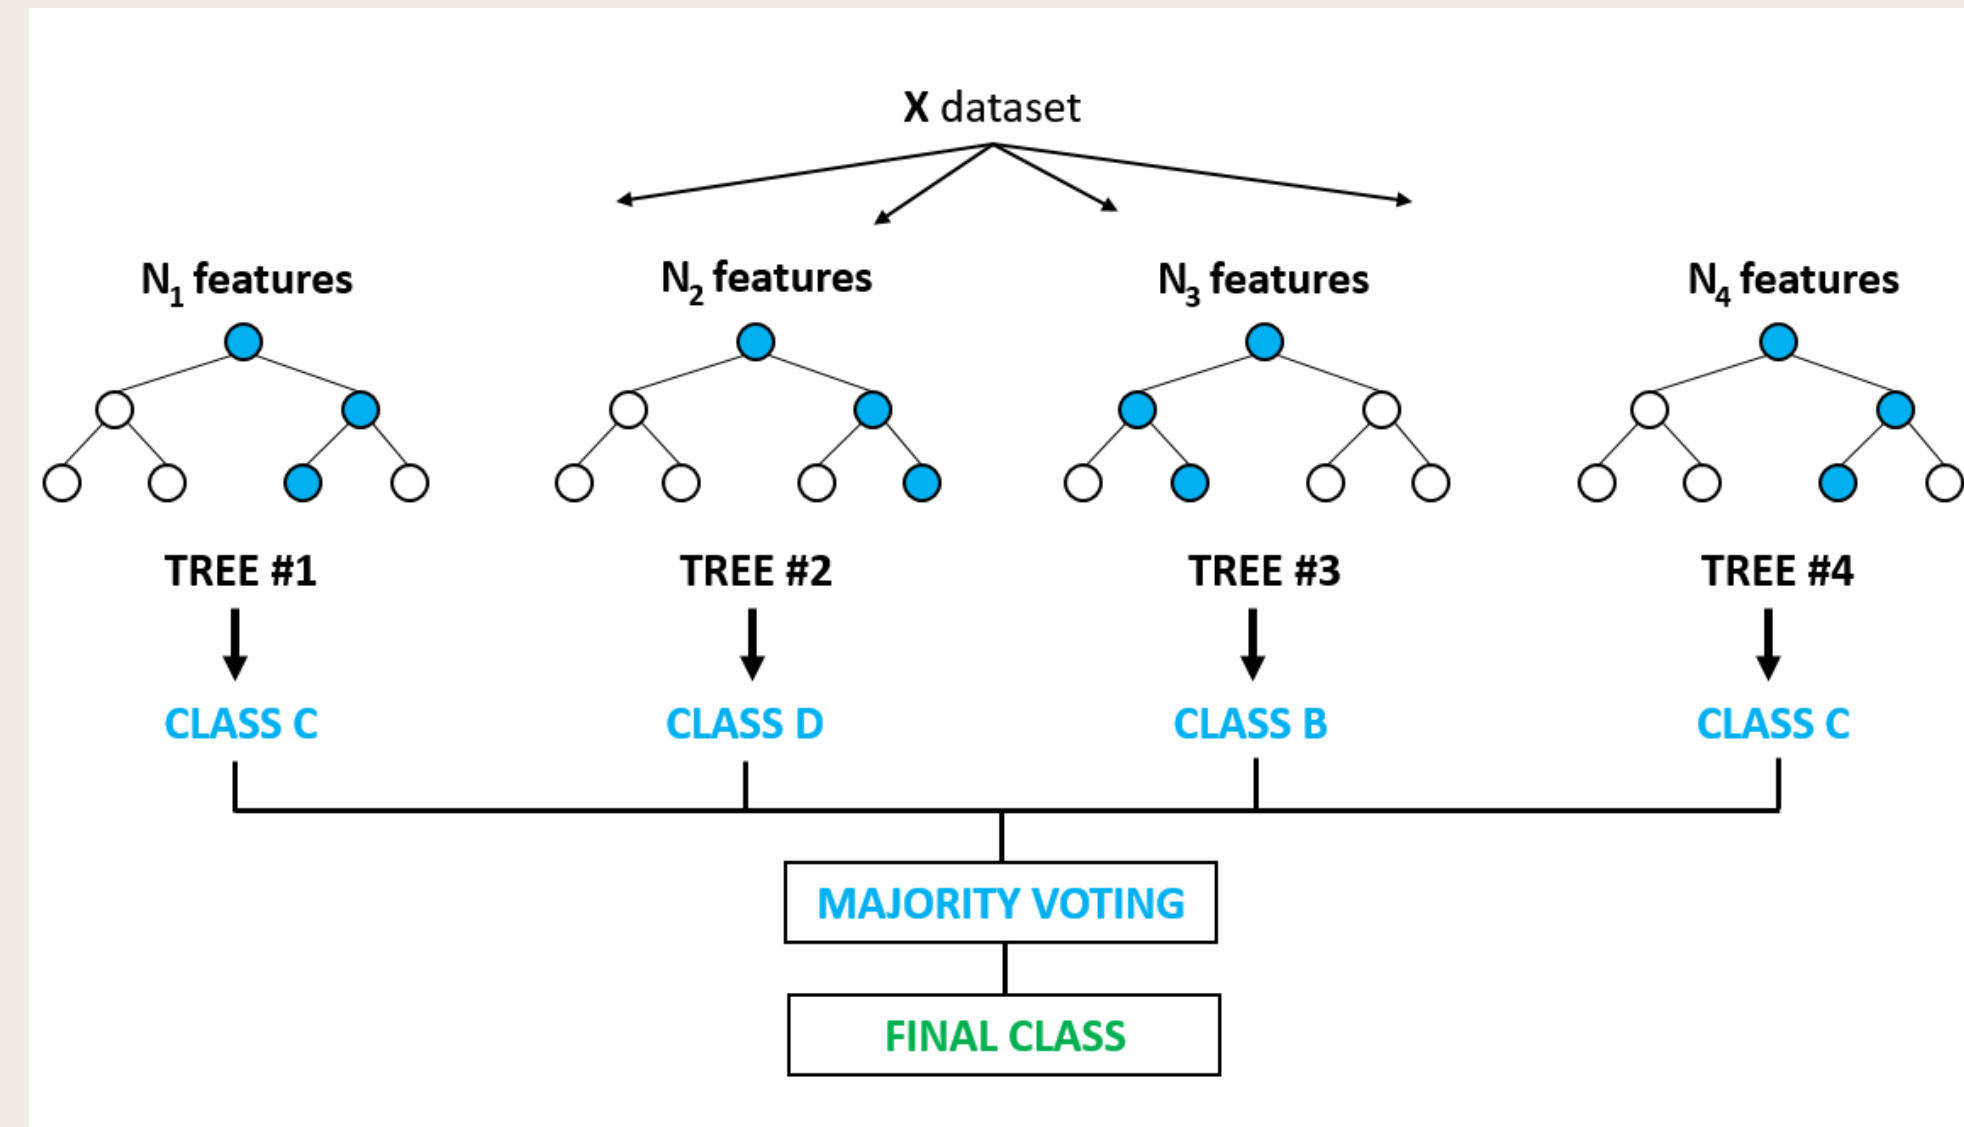 X dataset
N₁ features
N₂ features
N₃ features
N₄ features
TREE #1
TREE #2
TREE #3
TREE #4
CLASS C
CLASS D
CLASS B
CLASS C
MAJORITY VOTING
FINAL CLASS